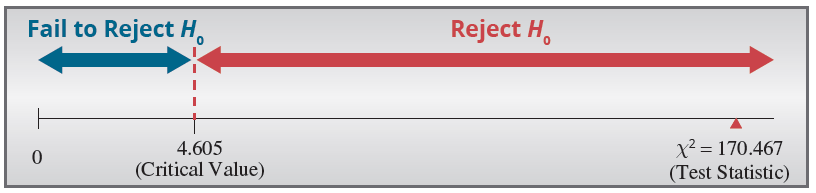 Fail to Reject H₀
Reject H₀
0
4.605
(Critical Value)
χ² = 170.467
(Test Statistic)